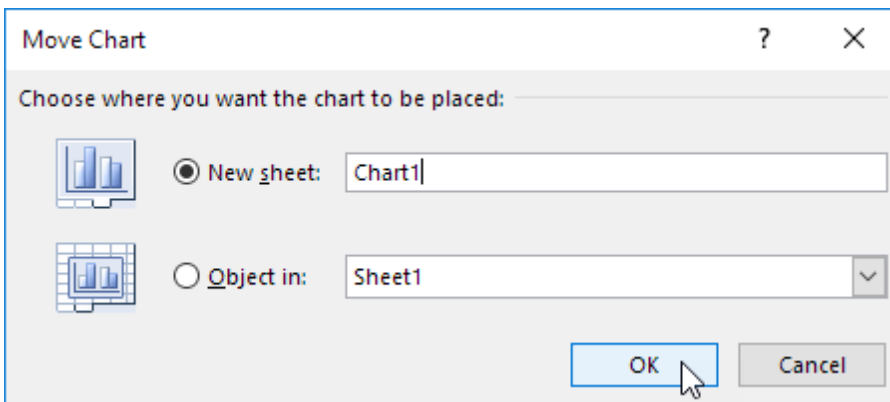 Move Chart ?
Choose where you want the chart to be placed:
New sheet: Chart1
Object in: Sheet1
OK Cancel